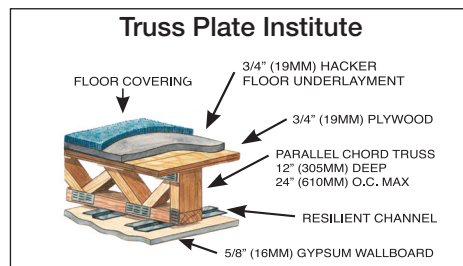 Truss Plate Institute
FLOOR COVERING
3/4” (19MM) HACKER
FLOOR UNDERLAYMENT
3/4” (19MM) PLYWOOD
PARALLEL CHORD TRUSS
12” (305MM) DEEP
24” (610MM) O.C. MAX
RESILIENT CHANNEL
5/8” (16MM) GYPSUM WALLBOARD